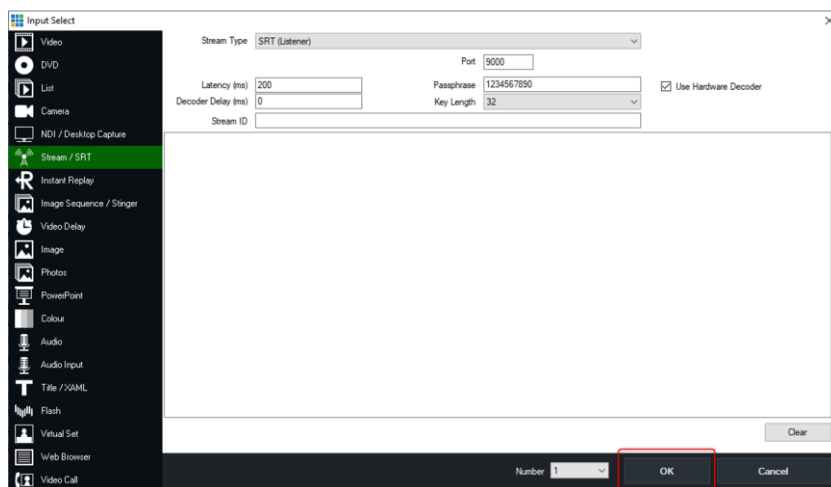 Input Select
Video
DVD
List
Camera
NDI / Desktop Capture
Stream / SRT
Instant Replay
Image Sequence / Stinger
Video Delay
Image
Photos
PowerPoint
Colour
Audio
Audio Input
Title / XAML
Flash
Virtual Set
Web Browser
Video Call
Stream Type SRT (Listener)
Port 9000
Latency (ms) 200 Passphrase 1234567890 Use Hardware Decoder
Decoder Delay (ms) 0 Key Length 32
Stream ID
Clear
Number 1 OK Cancel